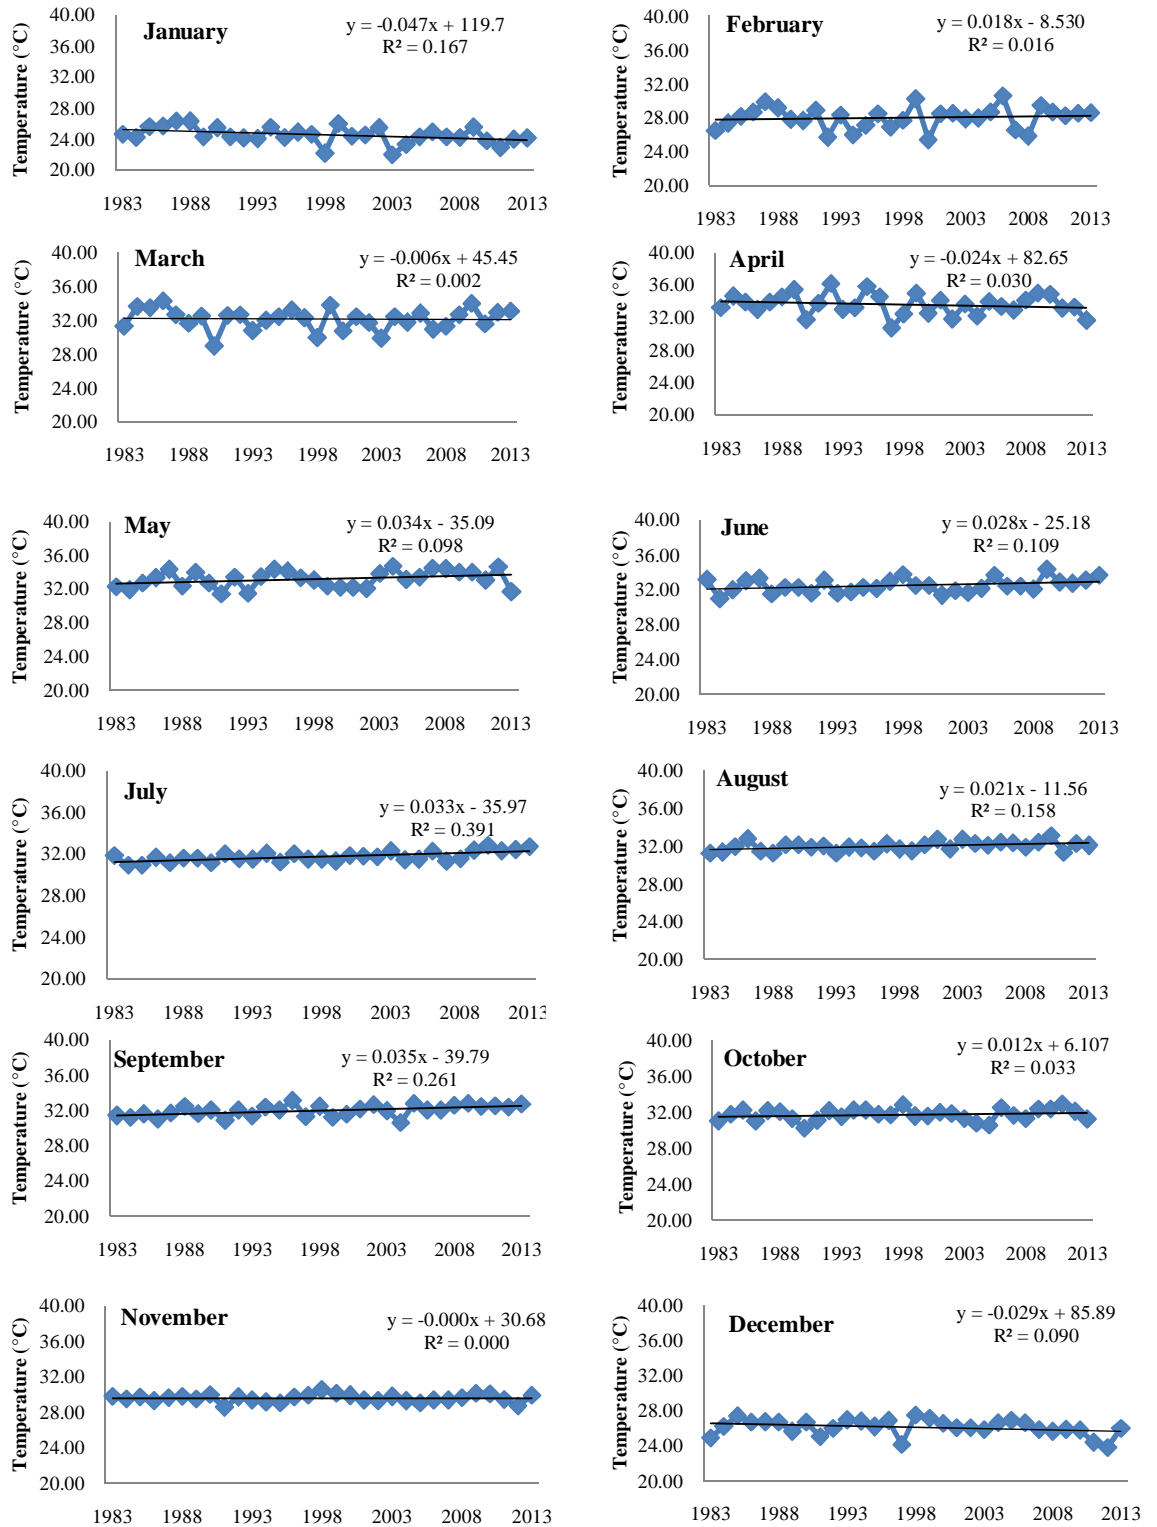 January
y = -0.047x + 119.7
R² = 0.167
Temperature (°C)
40.00
36.00
32.00
28.00
24.00
20.00
1983 1988 1993 1998 2003 2008 2013
February
y = 0.018x - 8.530
R² = 0.016
Temperature (°C)
40.00
36.00
32.00
28.00
24.00
20.00
1983 1988 1993 1998 2003 2008 2013
March
y = -0.006x + 45.45
R² = 0.002
Temperature (°C)
40.00
36.00
32.00
28.00
24.00
20.00
1983 1988 1993 1998 2003 2008 2013
April
y = -0.024x + 82.65
R² = 0.030
Temperature (°C)
40.00
36.00
32.00
28.00
24.00
20.00
1983 1988 1993 1998 2003 2008 2013
May
y = 0.034x - 35.09
R² = 0.098
Temperature (°C)
40.00
36.00
32.00
28.00
24.00
20.00
1983 1988 1993 1998 2003 2008 2013
June
y = 0.028x - 25.18
R² = 0.109
Temperature (°C)
40.00
36.00
32.00
28.00
24.00
20.00
1983 1988 1993 1998 2003 2008 2013
July
y = 0.033x - 35.97
R² = 0.391
Temperature (°C)
40.00
36.00
32.00
28.00
24.00
20.00
1983 1988 1993 1998 2003 2008 2013
August
y = 0.021x - 11.56
R² = 0.158
Temperature (°C)
40.00
36.00
32.00
28.00
24.00
20.00
1983 1988 1993 1998 2003 2008 2013
September
y = 0.035x - 39.79
R² = 0.261
Temperature (°C)
40.00
36.00
32.00
28.00
24.00
20.00
1983 1988 1993 1998 2003 2008 2013
October
y = 0.012x + 6.107
R² = 0.033
Temperature (°C)
40.00
36.00
32.00
28.00
24.00
20.00
1983 1988 1993 1998 2003 2008 2013
November
y = -0.000x + 30.68
R² = 0.000
Temperature (°C)
40.00
36.00
32.00
28.00
24.00
20.00
1983 1988 1993 1998 2003 2008 2013
December
y = -0.029x + 85.89
R² = 0.090
Temperature (°C)
40.00
36.00
32.00
28.00
24.00
20.00
1983 1988 1993 1998 2003 2008 2013